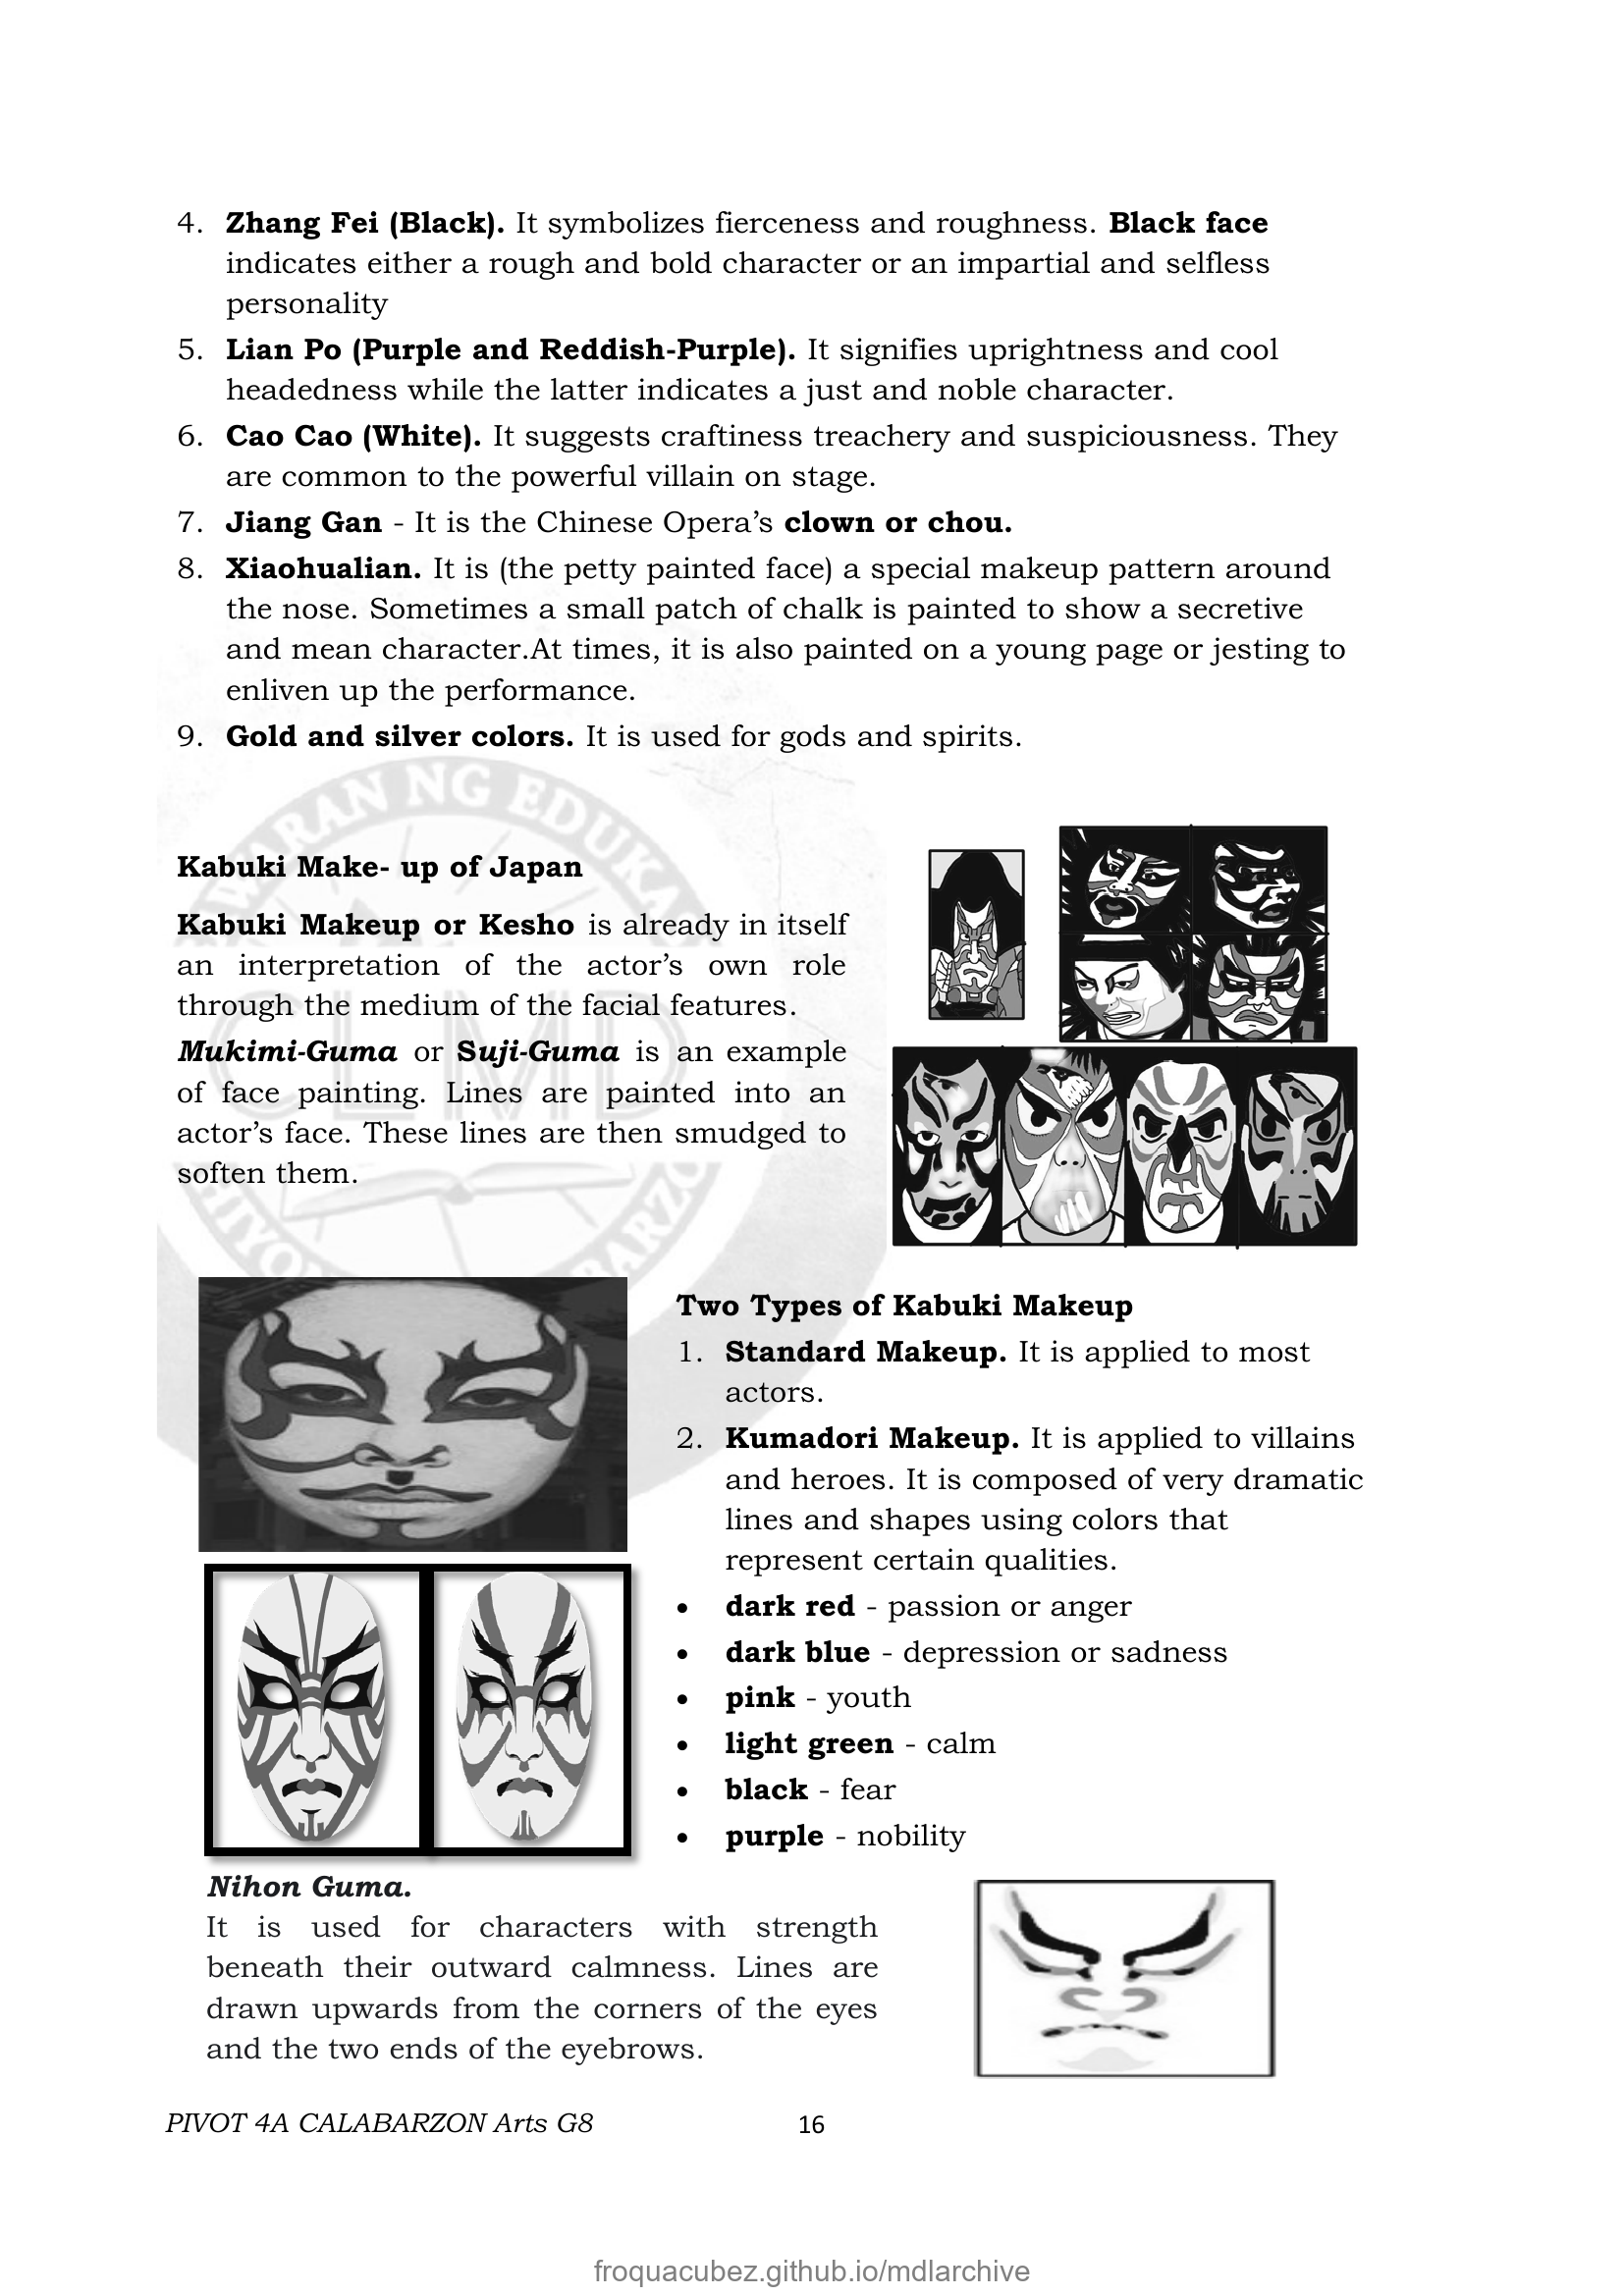 4. Zhang Fei (Black). It symbolizes fierceness and roughness. Black face
indicates either a rough and bold character or an impartial and selfless
personality
5. Lian Po (Purple and Reddish-Purple). It signifies uprightness and cool
headedness while the latter indicates a just and noble character.
6. Cao Cao (White). It suggests craftiness treachery and suspiciousness. They
are common to the powerful villain on stage.
7. Jiang Gan - It is the Chinese Opera’s clown or chou.
8. Xiaohualian. It is (the petty painted face) a special makeup pattern around
the nose. Sometimes a small patch of chalk is painted to show a secretive
and mean character.At times, it is also painted on a young page or jesting to
enliven up the performance.
9. Gold and silver colors. It is used for gods and spirits.
Kabuki Make- up of Japan
Kabuki Makeup or Kesho is already in itself
an interpretation of the actor’s own role
through the medium of the facial features.
Mukimi-Guma or Suji-Guma is an example
of face painting. Lines are painted into an
actor’s face. These lines are then smudged to
soften them.
CLMD
Two Types of Kabuki Makeup
1. Standard Makeup. It is applied to most
actors.
2. Kumadori Makeup. It is applied to villains
and heroes. It is composed of very dramatic
lines and shapes using colors that
represent certain qualities.
• dark red - passion or anger
• dark blue - depression or sadness
• pink - youth
• light green - calm
• black - fear
• purple - nobility
Nihon Guma.
It is used for characters with strength
beneath their outward calmness. Lines are
drawn upwards from the corners of the eyes
and the two ends of the eyebrows.
PIVOT 4A CALABARZON Arts G8
16
froquacubez.github.io/mdlarchive